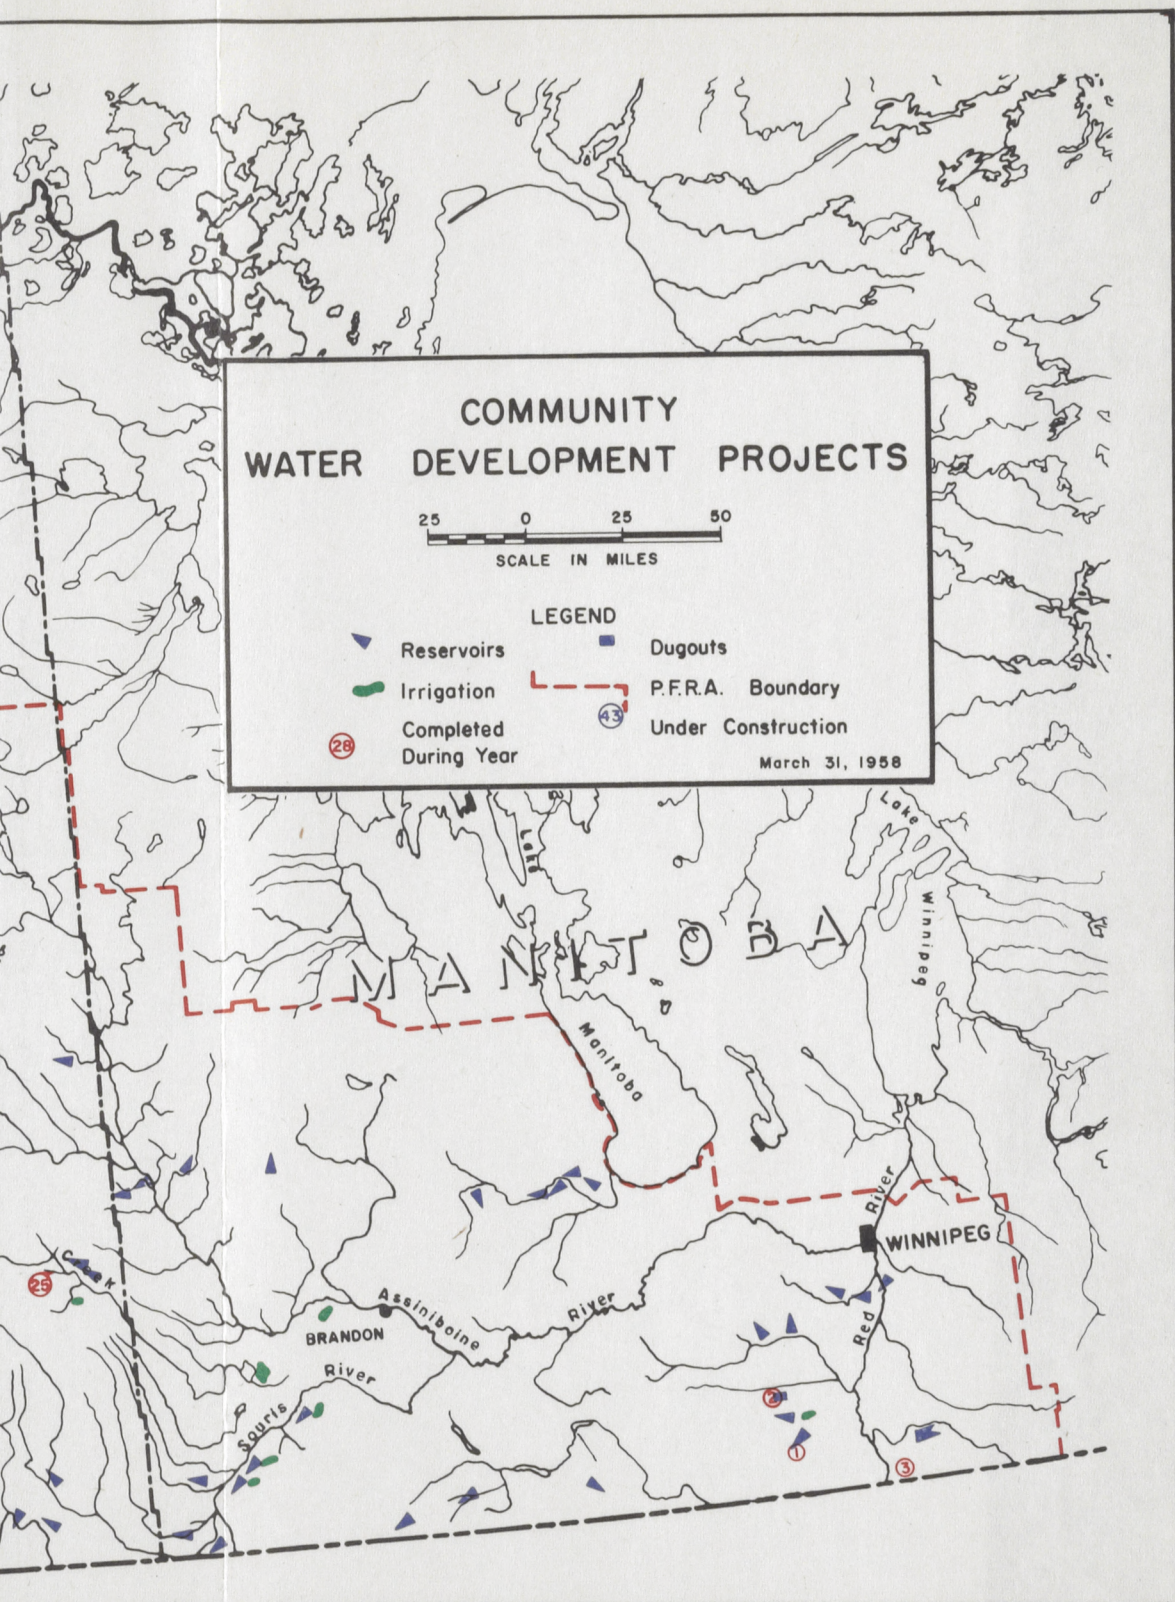 COMMUNITY
WATER DEVELOPMENT PROJECTS
25 0 25 50
SCALE IN MILES
LEGEND
Reservoirs
Dugouts
Irrigation
P.F.R.A. Boundary
28
Completed
During Year
43
Under Construction
March 31, 1958
Lake
Lake
Winnipeg
MANITOBA
Manitoba
River
WINNIPEG
Creek
25
Assiniboine
River
BRANDON
Red
River
Souris
2
1
3